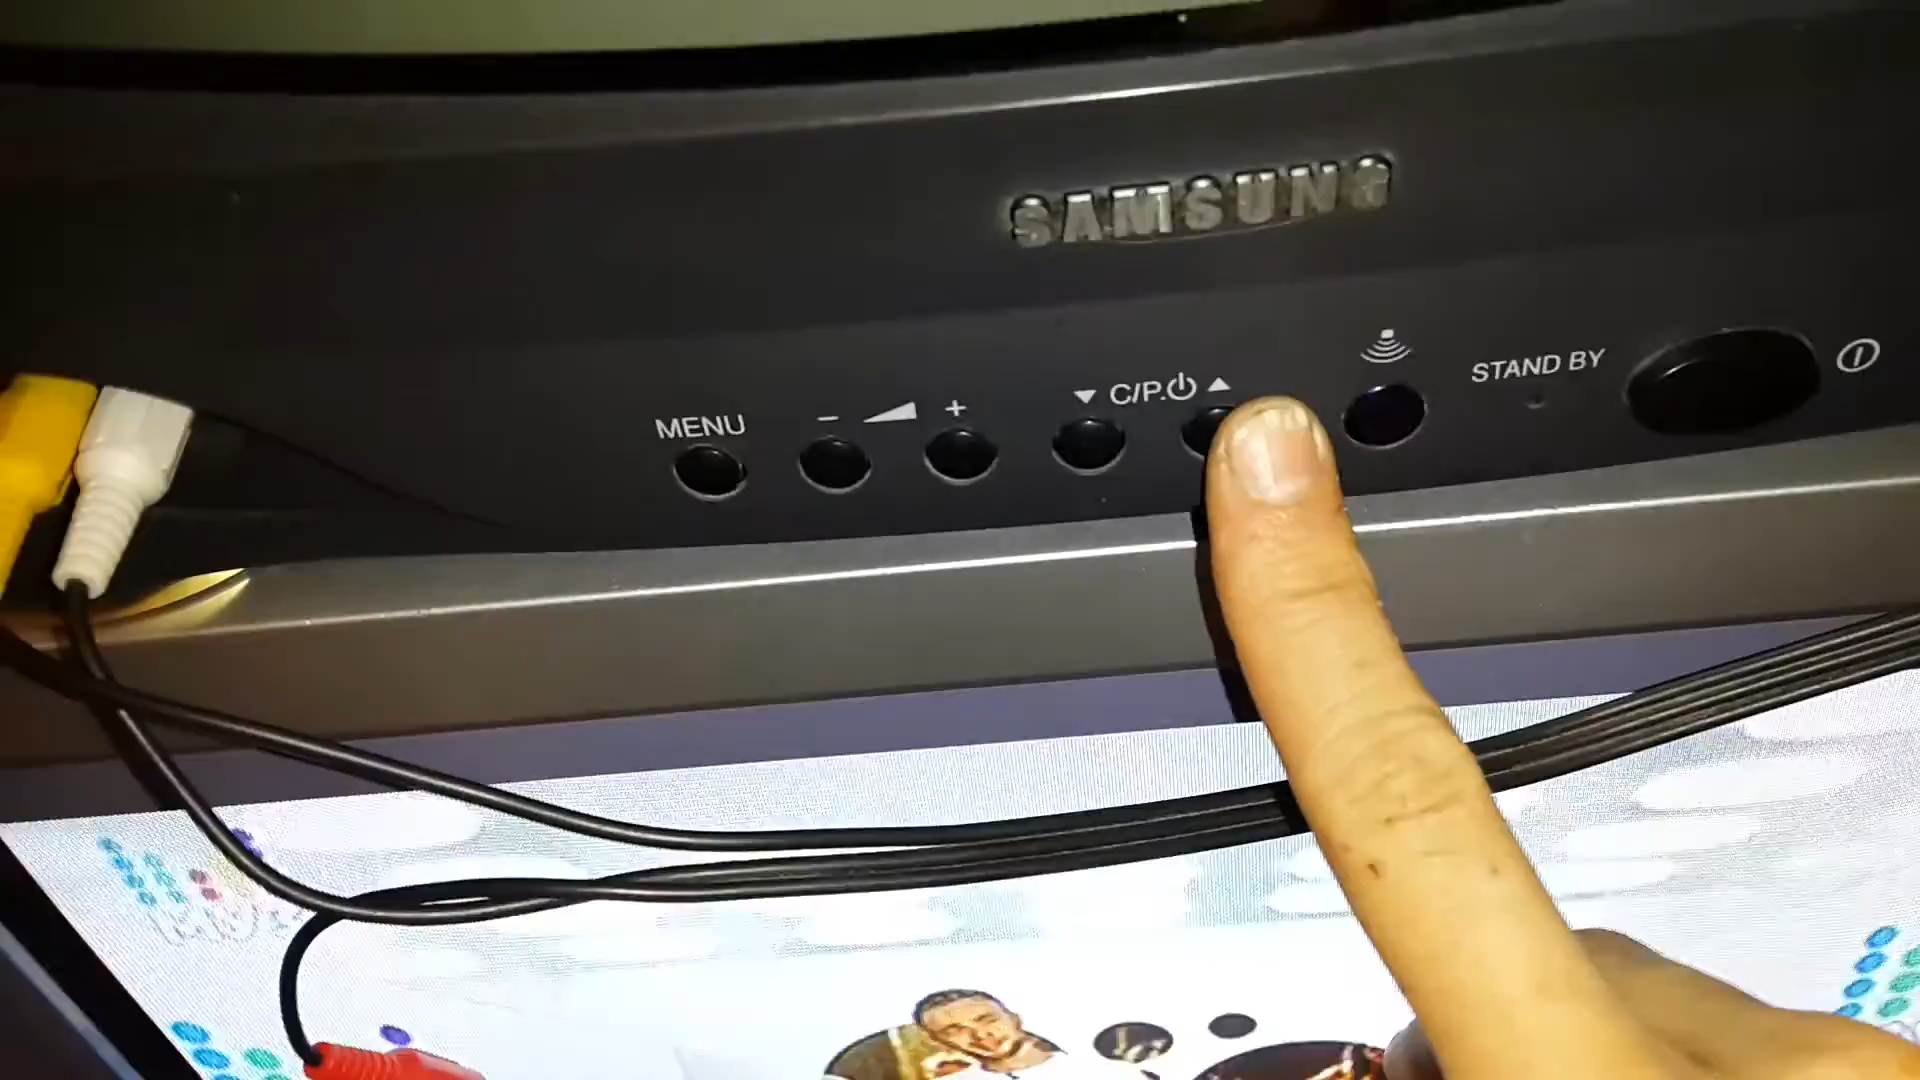 SAMSUNG
MENU
- +
▼ C/P.⏻ ▲
STAND BY